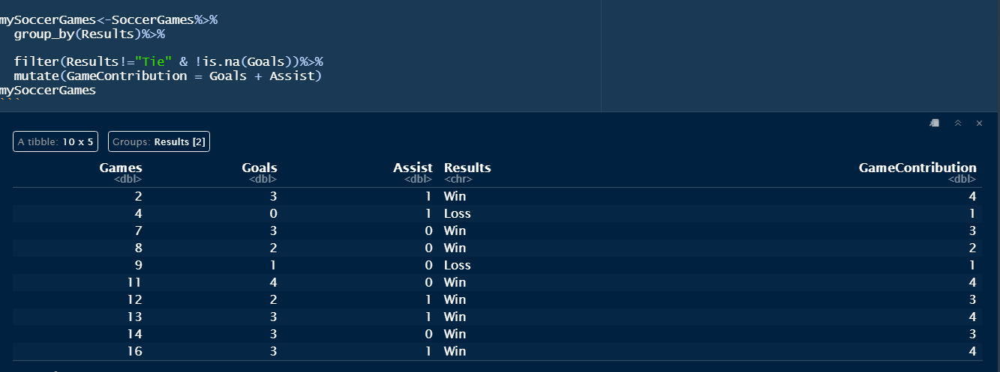 mySoccerGames<-SoccerGames%>%
group_by(Results)%>%
filter(Results!="Tie" & !is.na(Goals))%>%
mutate(GameContribution = Goals + Assist)
mySoccerGames
```
A tibble: 10 x 5 Groups: Results [2]
Games Goals Assist Results GameContribution
<dbl> <dbl> <dbl> <chr> <dbl>
2 3 1 Win 4
4 0 1 Loss 1
7 3 0 Win 3
8 2 0 Win 2
9 1 0 Loss 1
11 4 0 Win 4
12 2 1 Win 3
13 3 1 Win 4
14 3 0 Win 3
16 3 1 Win 4